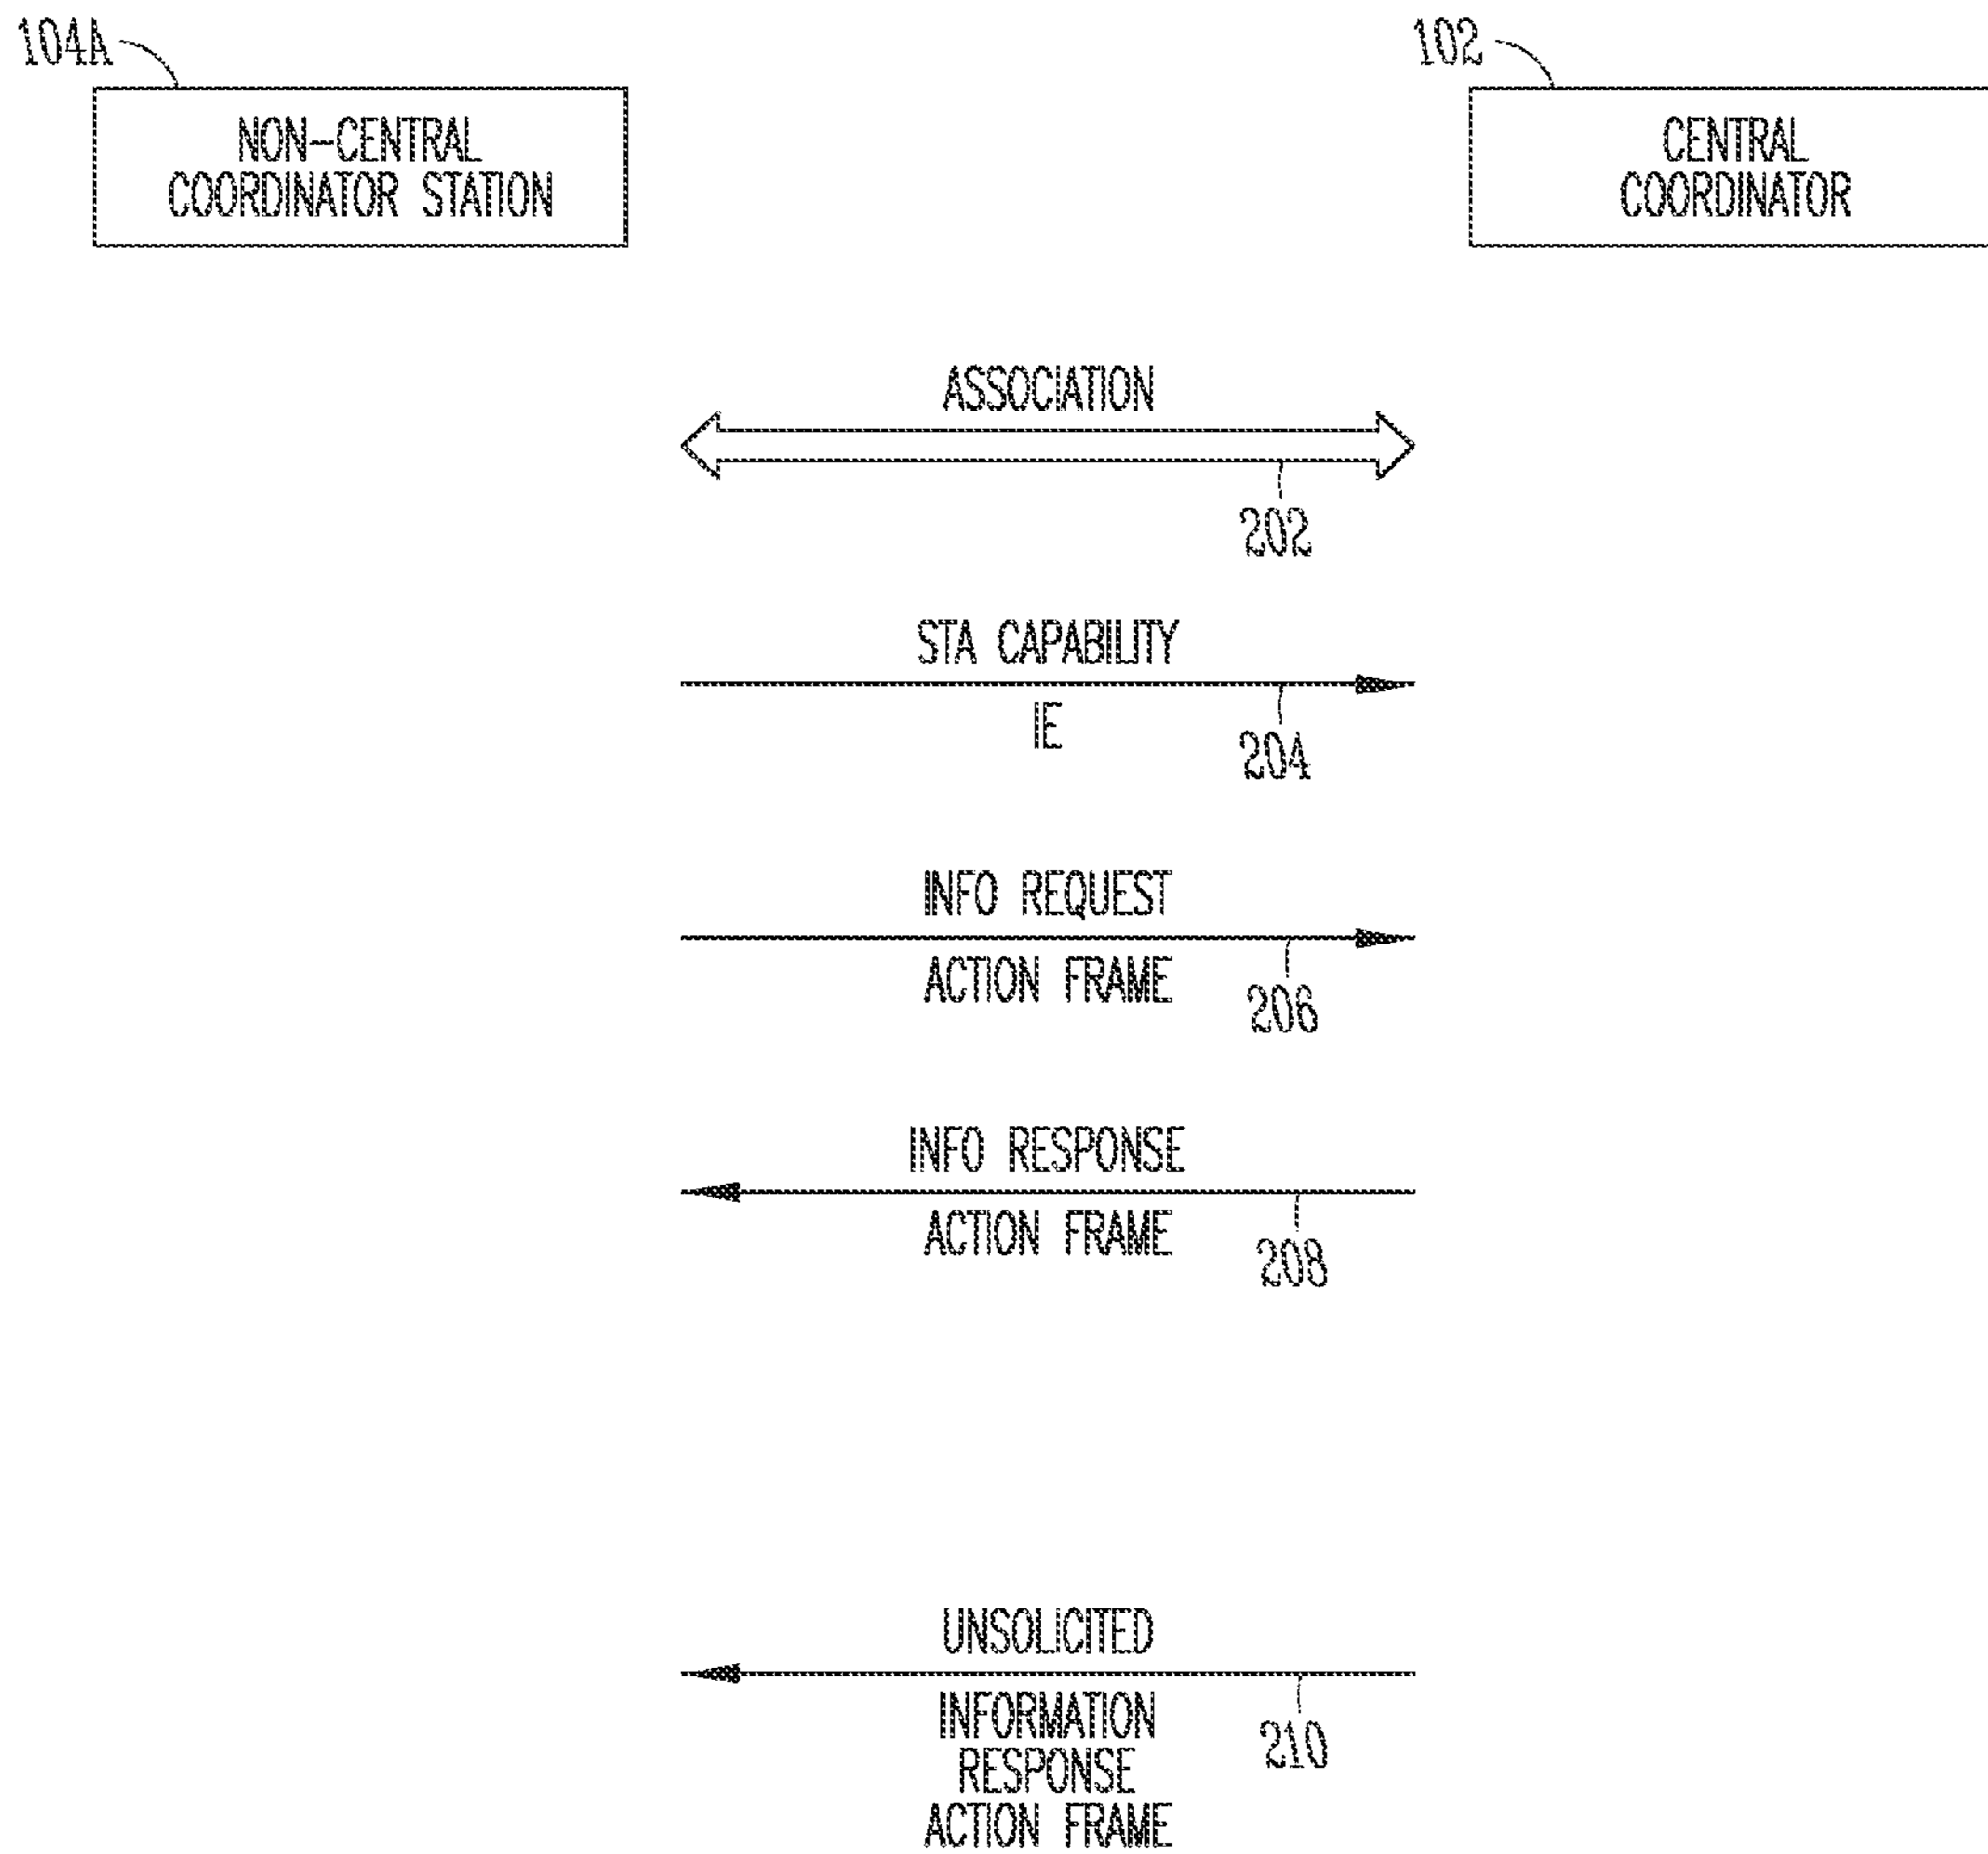 104A
102
NON-CENTRAL
COORDINATOR STATION
CENTRAL
COORDINATOR
ASSOCIATION
202
STA CAPABILITY
IE
204
INFO REQUEST
ACTION FRAME
206
INFO RESPONSE
ACTION FRAME
208
UNSOLICITED
INFORMATION
RESPONSE
ACTION FRAME
210